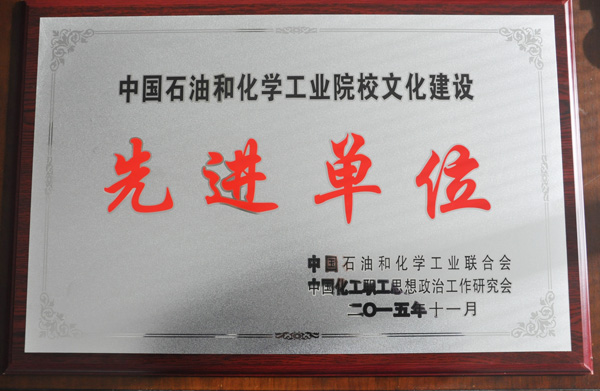 中国石油和化学工业院校文化建设
先进单位
中国石油和化学工业联合会
中国化工职工思想政治工作研究会
二〇一五年十一月